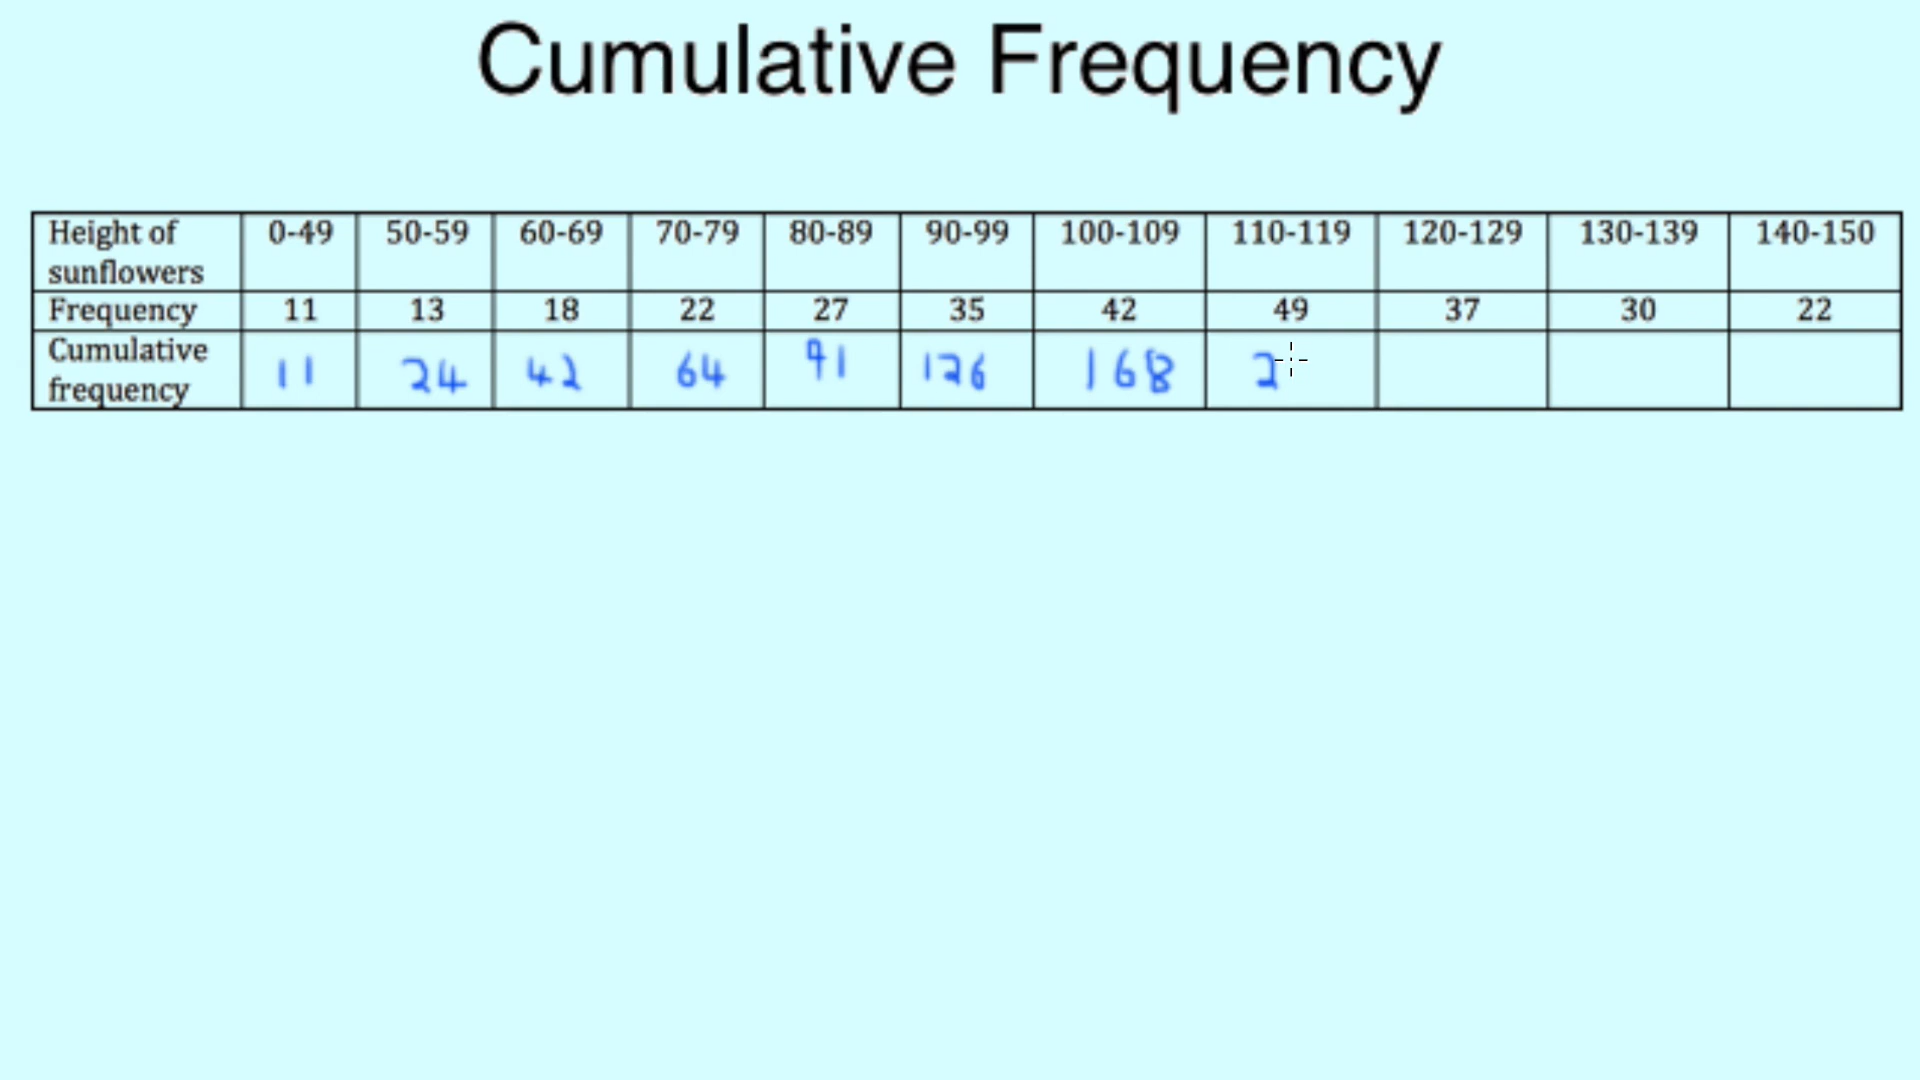 Cumulative Frequency
Height of sunflowers 0-49 50-59 60-69 70-79 80-89 90-99 100-109 110-119 120-129 130-139 140-150
Frequency 11 13 18 22 27 35 42 49 37 30 22
Cumulative frequency 11 24 42 64 91 126 168 2